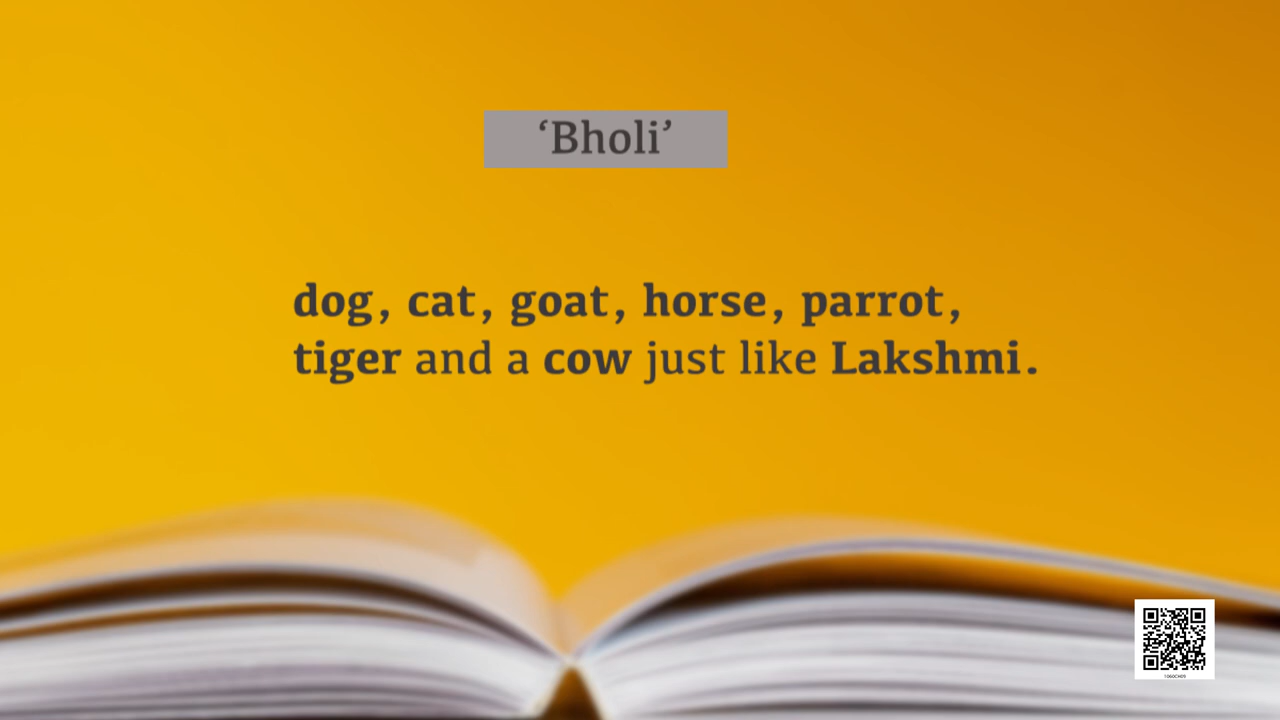 ‘Bholi’
dog, cat, goat, horse, parrot,
tiger and a cow just like Lakshmi.